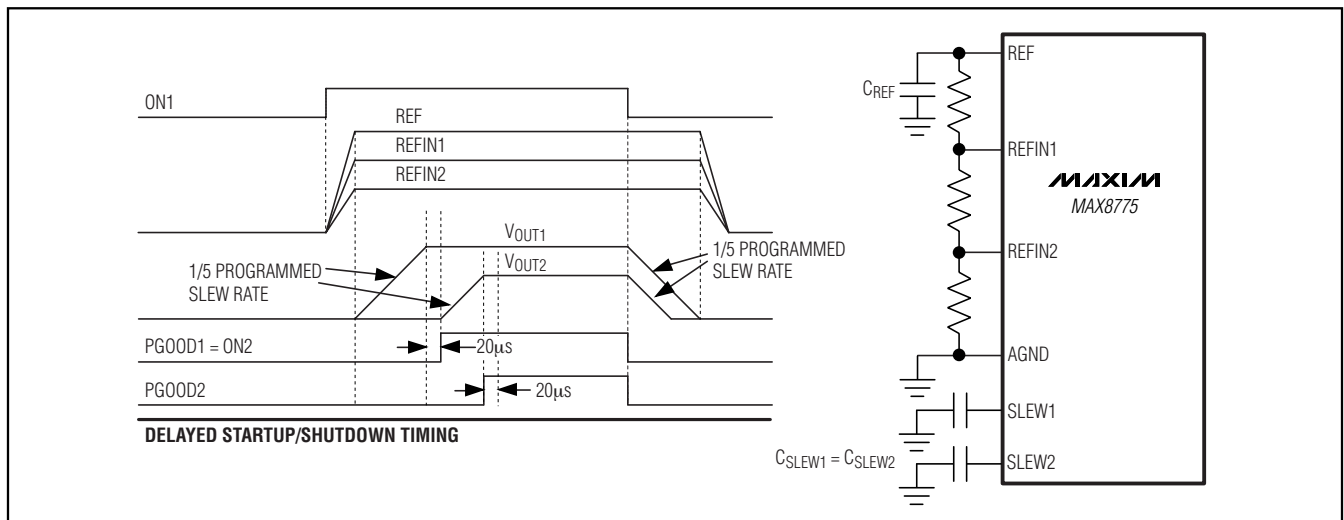 ON1
REF
REFIN1
REFIN2
VOUT1
VOUT2
1/5 PROGRAMMED
SLEW RATE
1/5 PROGRAMMED
SLEW RATE
PGOOD1 = ON2
20µs
PGOOD2
20µs
DELAYED STARTUP/SHUTDOWN TIMING
CREF
REF
REFIN1
MAXIM
MAX8775
REFIN2
AGND
SLEW1
CSLEW1 = CSLEW2
SLEW2